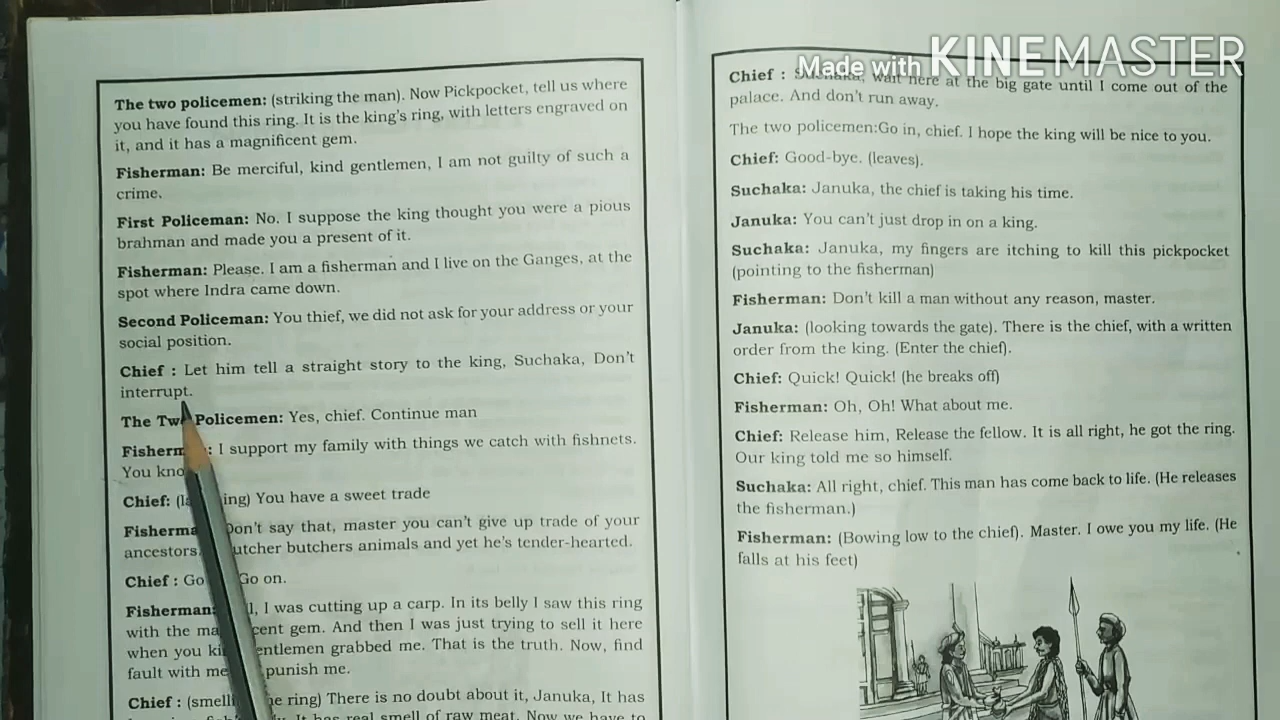 The two policemen: (striking the man). Now Pickpocket, tell us where
you have found this ring. It is the king's ring, with letters engraved on
it, and it has a magnificent gem.
Fisherman: Be merciful, kind gentlemen, I am not guilty of such a
crime.
First Policeman: No. I suppose the king thought you were a pious
brahman and made you a present of it.
Fisherman: Please. I am a fisherman and I live on the Ganges, at the
spot where Indra came down.
Second Policeman: You thief, we did not ask for your address or your
social position.
Chief : Let him tell a straight story to the king, Suchaka, Don't
interrupt.
The Two Policemen: Yes, chief. Continue man
I support my family with things we catch with fishnets.
You
Chief: You have a sweet trade
Don't say that, master you can't give up trade of your
ancestors. butchers animals and yet he's tender-hearted.
Chief : Go Go on.
Fisherman: I was cutting up a carp. In its belly I saw this ring
with the gem. And then I was just trying to sell it here
when you grabbed me. That is the truth. Now, find
fault with punish me.
Chief : ring) There is no doubt about it, Januka, It has
It has real smell of raw meat. Now we have to
Made with KINEMASTER
Chief : Suchaka, wait here at the big gate until I come out of the
palace. And don't run away.
The two policemen:Go in, chief. I hope the king will be nice to you.
Chief: Good-bye. (leaves).
Suchaka: Januka, the chief is taking his time.
Januka: You can't just drop in on a king.
Suchaka: Januka, my fingers are itching to kill this pickpocket
(pointing to the fisherman)
Fisherman: Don't kill a man without any reason, master.
Januka: (looking towards the gate). There is the chief, with a written
order from the king. (Enter the chief).
Chief: Quick! Quick! (he breaks off)
Fisherman: Oh, Oh! What about me.
Chief: Release him, Release the fellow. It is all right, he got the ring.
Our king told me so himself.
Suchaka: All right, chief. This man has come back to life. (He releases
the fisherman.)
Fisherman: (Bowing low to the chief). Master. I owe you my life. (He
falls at his feet)